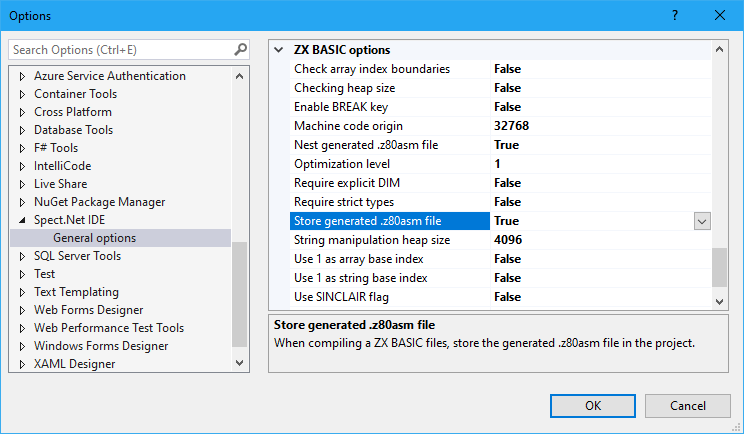 Options
?
Search Options (Ctrl+E)
Azure Service Authentication
Container Tools
Cross Platform
Database Tools
F# Tools
IntelliCode
Live Share
NuGet Package Manager
Spect.Net IDE
General options
SQL Server Tools
Test
Text Templating
Web Forms Designer
Web Performance Test Tools
Windows Forms Designer
XAML Designer
ZX BASIC options
Check array index boundaries False
Checking heap size False
Enable BREAK key False
Machine code origin 32768
Nest generated .z80asm file True
Optimization level 1
Require explicit DIM False
Require strict types False
Store generated .z80asm file True
String manipulation heap size 4096
Use 1 as array base index False
Use 1 as string base index False
Use SINCLAIR flag False
Store generated .z80asm file
When compiling a ZX BASIC files, store the generated .z80asm file in the project.
OK
Cancel